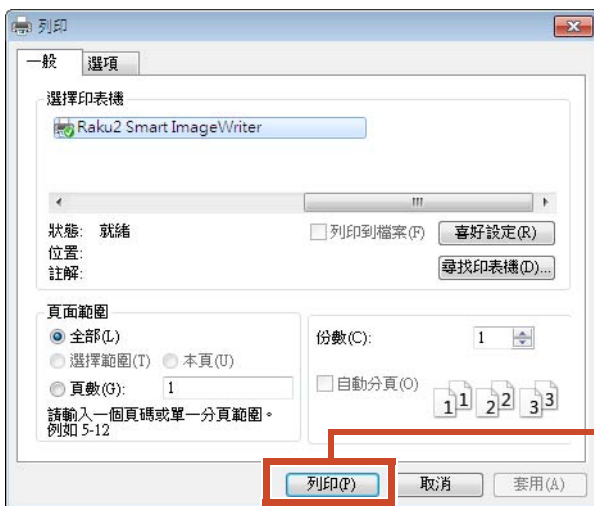 列印
一般 選項
選擇印表機
Raku2 Smart ImageWriter
狀態: 就緒
列印到檔案(F) 喜好設定(R)
位置:
註解:
尋找印表機(D)...
頁面範圍
全部(L)
選擇範圍(T) 本頁(U)
頁數(G): 1
請輸入一個頁碼或單一分頁範圍。
例如 5-12
份數(C): 1
自動分頁(O)
1 1 2 2 3 3
列印(P) 取消 套用(A)